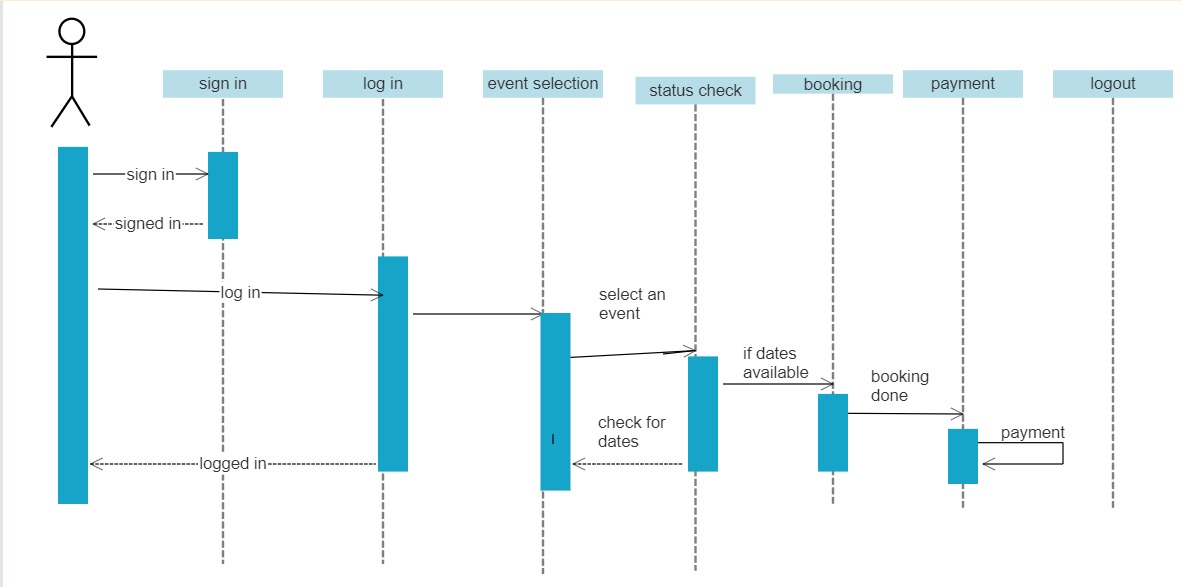 sign in
log in
event selection
status check
booking
payment
logout
sign in
signed in
log in
select an
event
if dates
available
booking
done
check for
dates
payment
logged in